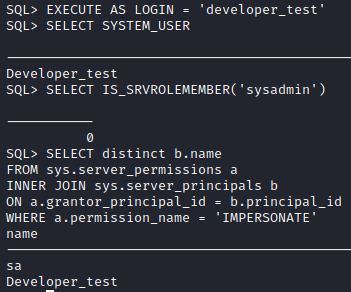 SQL> EXECUTE AS LOGIN = 'developer_test'
SQL> SELECT SYSTEM_USER
Developer_test
SQL> SELECT IS_SRVROLEMEMBER('sysadmin')
0
SQL> SELECT distinct b.name
FROM sys.server_permissions a
INNER JOIN sys.server_principals b
ON a.grantor_principal_id = b.principal_id
WHERE a.permission_name = 'IMPERSONATE'
name
sa
Developer_test